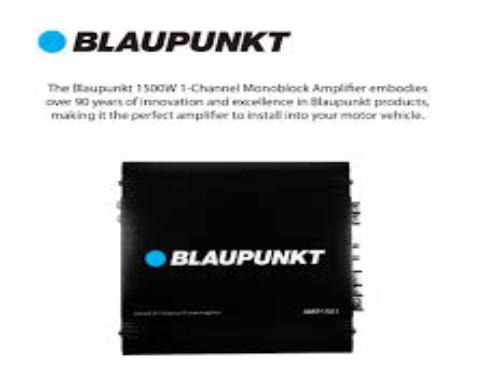 BLAUPUNKT
The Blaupunkt 1500W 1-Channel Monoblock Amplifier embodies
over 90 years of innovation and excellence in Blaupunkt products,
making it the perfect amplifier to install into your motor vehicle.
BLAUPUNKT
AMP1501